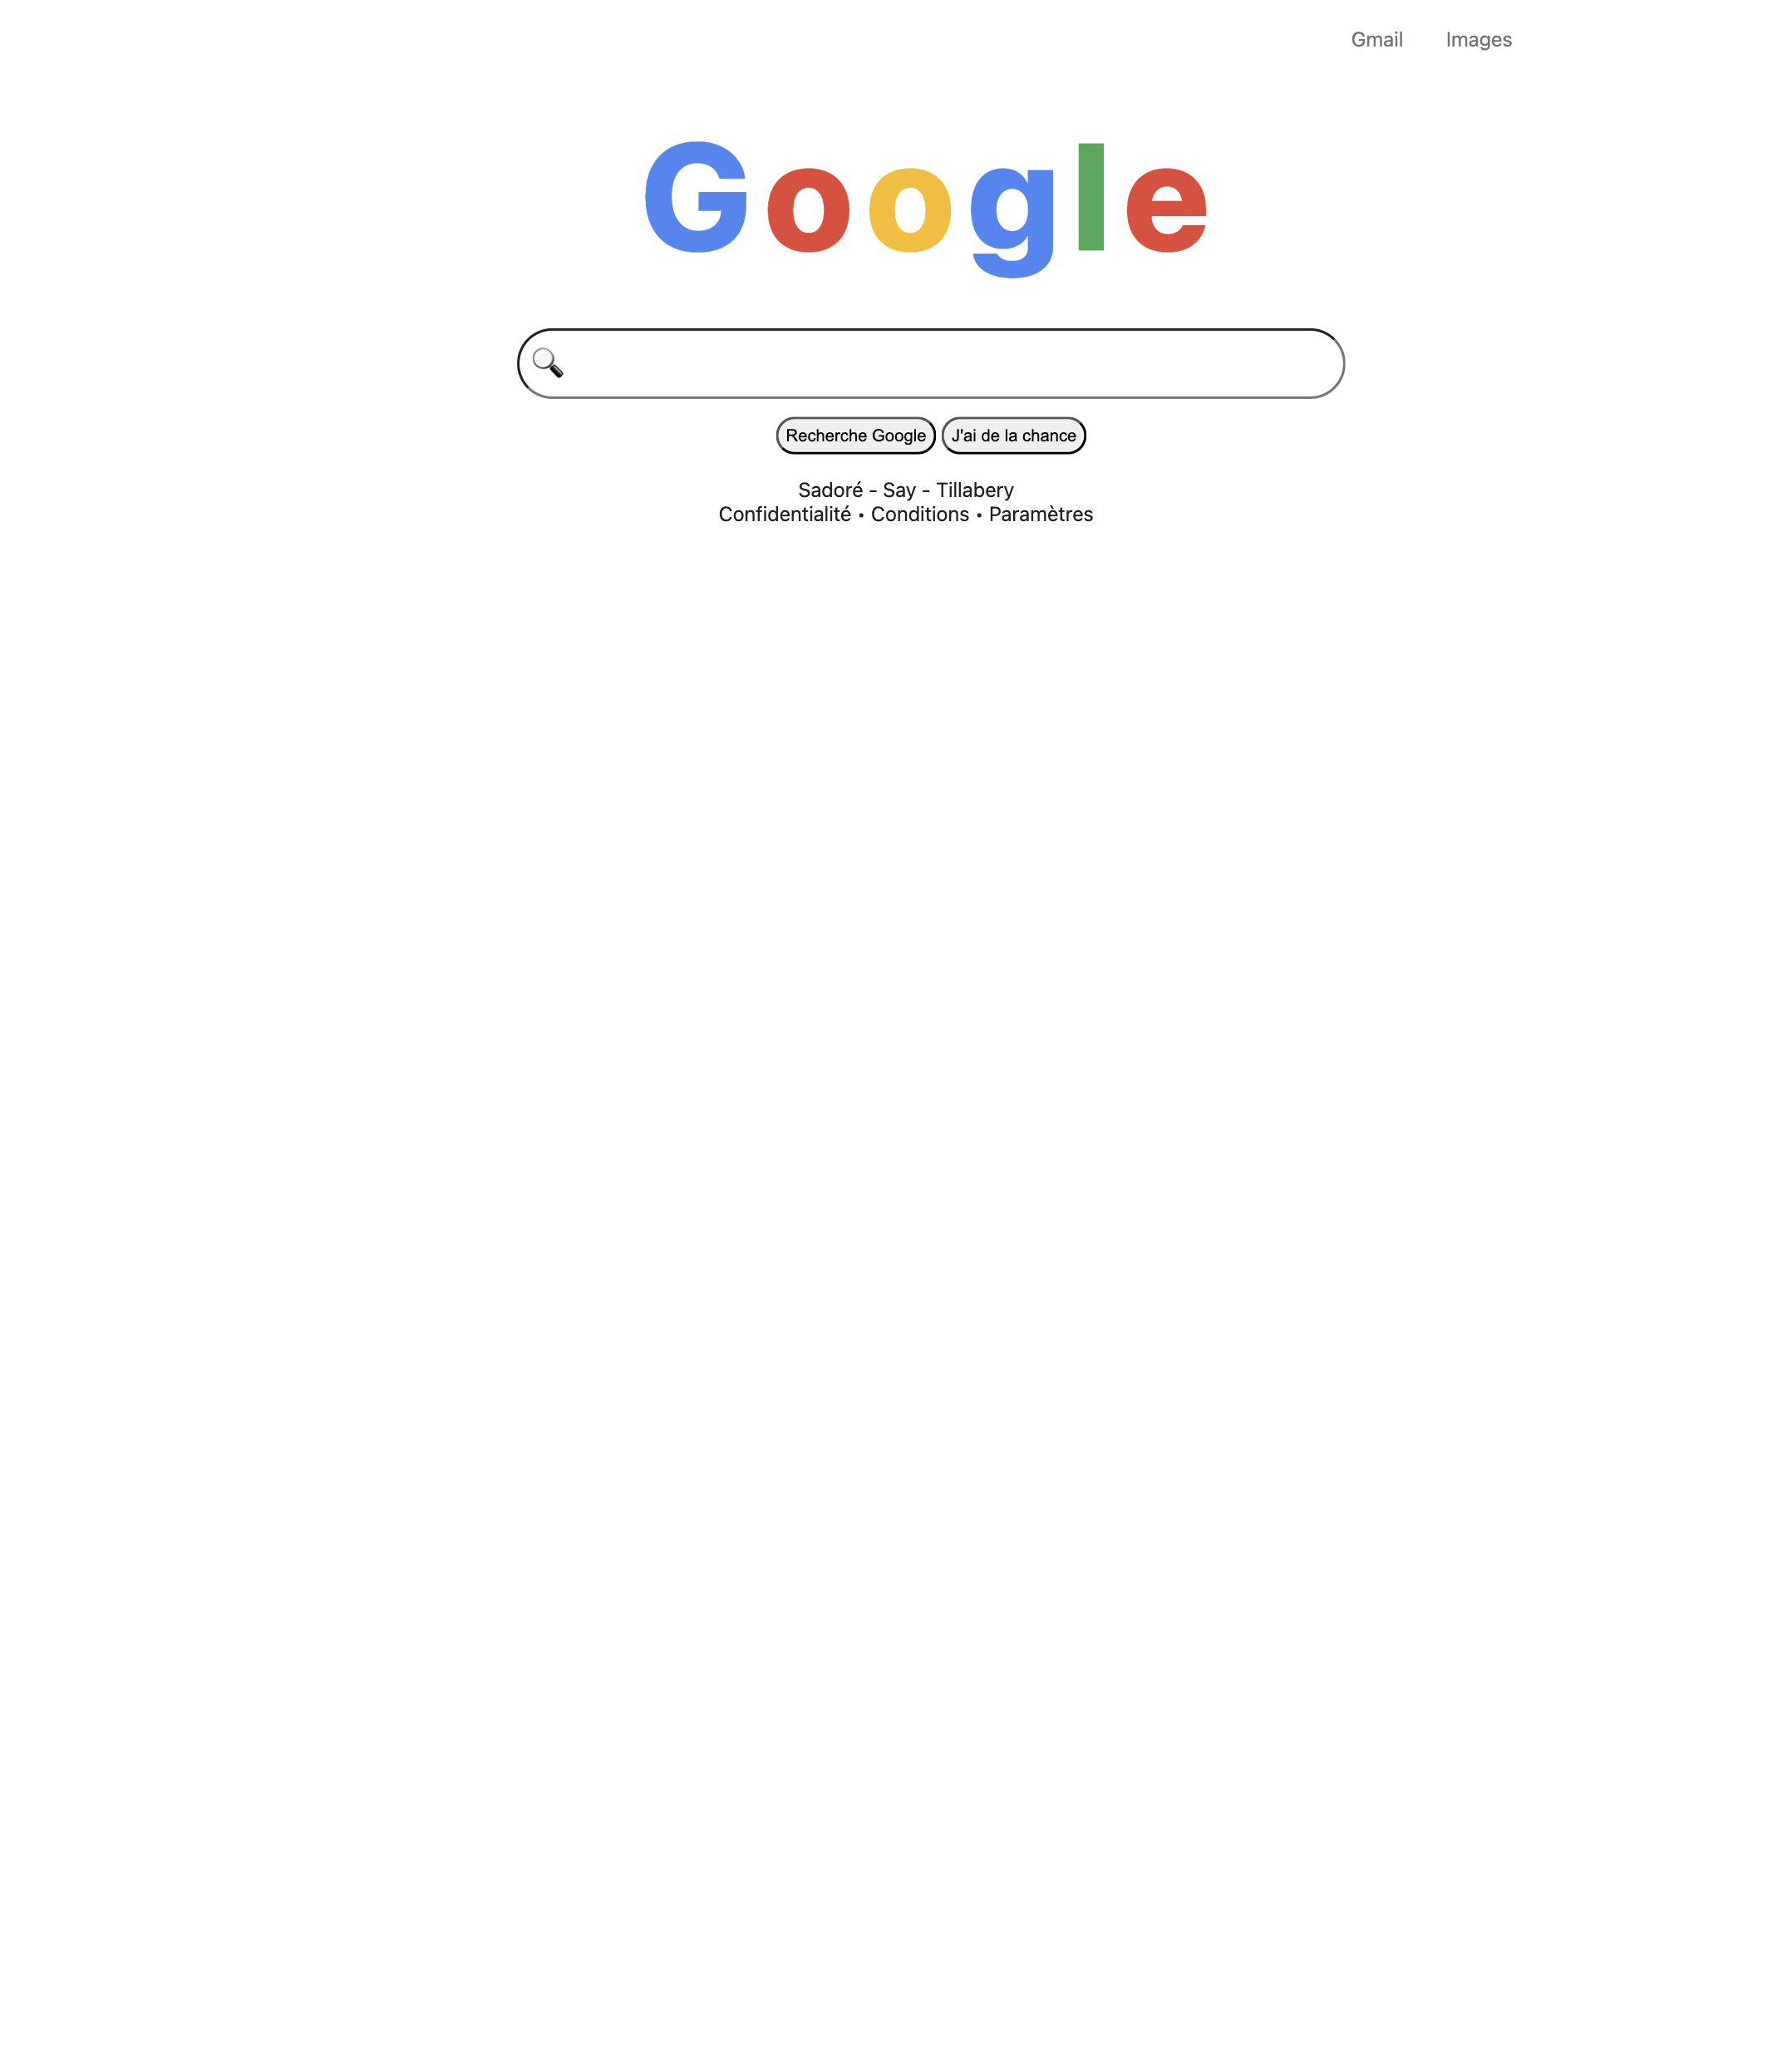 Gmail Images
Google
Recherche Google J'ai de la chance
Sadoré - Say - Tillabery
Confidentialité • Conditions • Paramètres